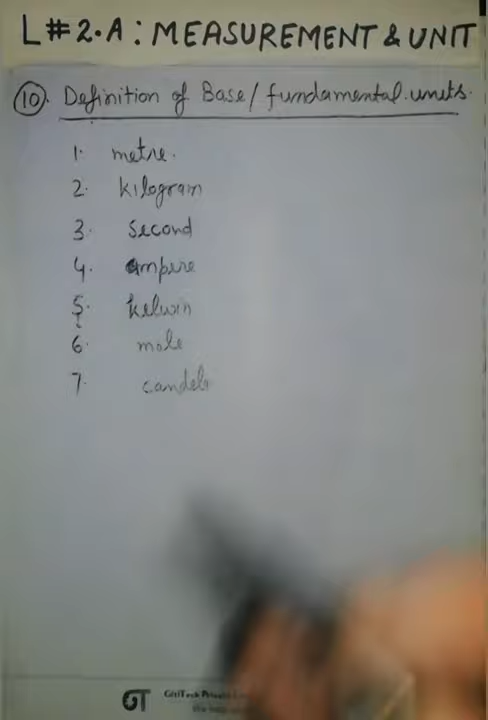 L#2.A: MEASUREMENT & UNIT
10. Definition of Base/fundamental units.
1. metre.
2. kilogram
3. second
4. ampere
5. kelvin
6. mole
7. candel
GT